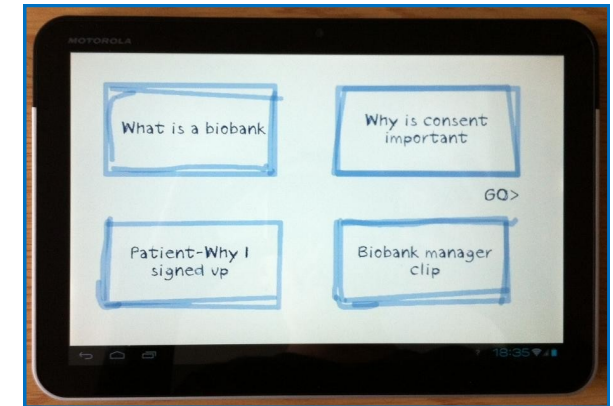 MOTOROLA
What is a biobank
Why is consent
important
GO>
Patient-Why I
signed up
Biobank manager
clip
18:35